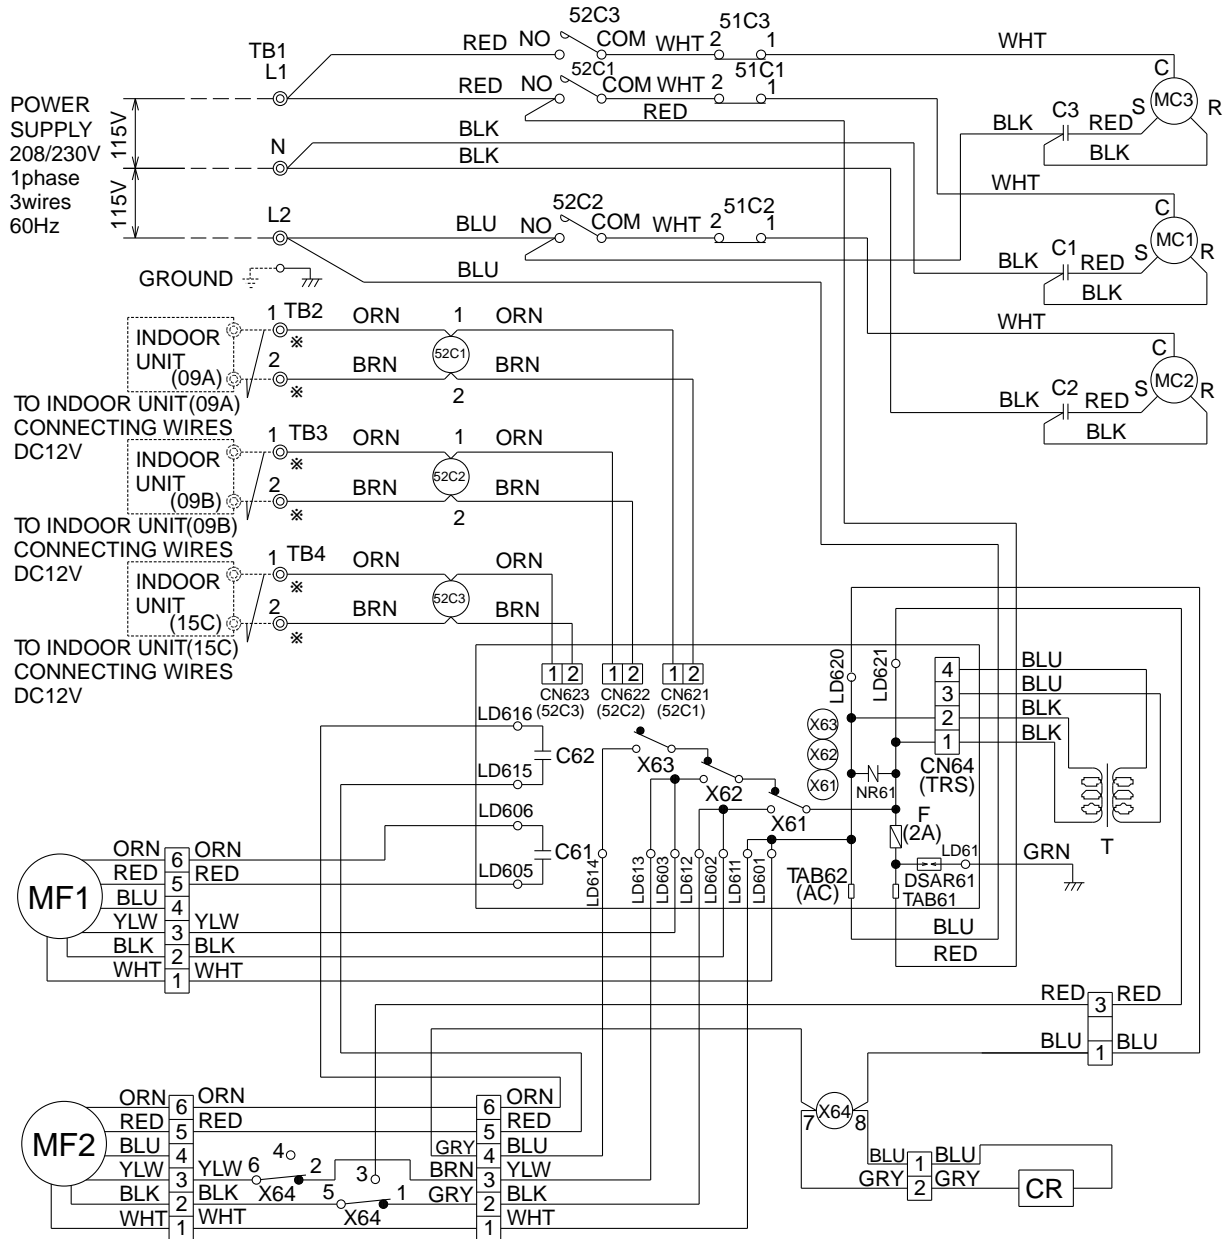 52C3
51C3
TB1
L1
RED NO COM WHT 2 1 WHT
52C1
51C1
RED NO COM WHT 2 1
RED
C
MC3
S
R
C3
BLK RED
BLK
POWER
SUPPLY
208/230V
1phase
3wires
60Hz
115V
115V
N
BLK
BLK
WHT
L2
52C2
51C2
BLU NO COM WHT 2 1
BLU
C
MC1
S
R
C1
BLK RED
BLK
GROUND
WHT
C
MC2
S
R
C2
BLK RED
BLK
INDOOR
UNIT
(09A)
1 TB2 ORN 1 ORN
※
52C1
2 BRN BRN
※
2
TO INDOOR UNIT(09A)
CONNECTING WIRES
DC12V
INDOOR
UNIT
(09B)
1 TB3 ORN 1 ORN
※
52C2
2 BRN BRN
※
2
TO INDOOR UNIT(09B)
CONNECTING WIRES
DC12V
INDOOR
UNIT
(15C)
1 TB4 ORN ORN
※
52C3
2 BRN BRN
※
TO INDOOR UNIT(15C)
CONNECTING WIRES
DC12V
1 2
CN623
(52C3)
1 2
CN622
(52C2)
1 2
CN621
(52C1)
LD620
LD621
4 BLU
3 BLU
2 BLK
1 BLK
CN64
(TRS)
T
LD616
C62
LD615
LD606
C61
LD605
X63
X62
X61
X63
X62
X61
NR61
F
(2A)
LD61
GRN
DSAR61
TAB62
(AC)
TAB61
LD614
LD613
LD603
LD612
LD602
LD611
LD601
BLU
RED
MF1
ORN 6 ORN
RED 5 RED
BLU 4
YLW 3 YLW
BLK 2 BLK
WHT 1 WHT
RED 3 RED
BLU 1 BLU
X64
7 8
BLU 1 BLU
GRY 2 GRY
CR
MF2
ORN 6 ORN 6 ORN
RED 5 RED 5 RED
BLU 4 4 GRY 4 BLU
YLW 3 YLW 6 2 3 BRN 3 YLW
X64
BLK 2 BLK 5 1 GRY 2 BLK
X64
WHT 1 WHT 1 WHT